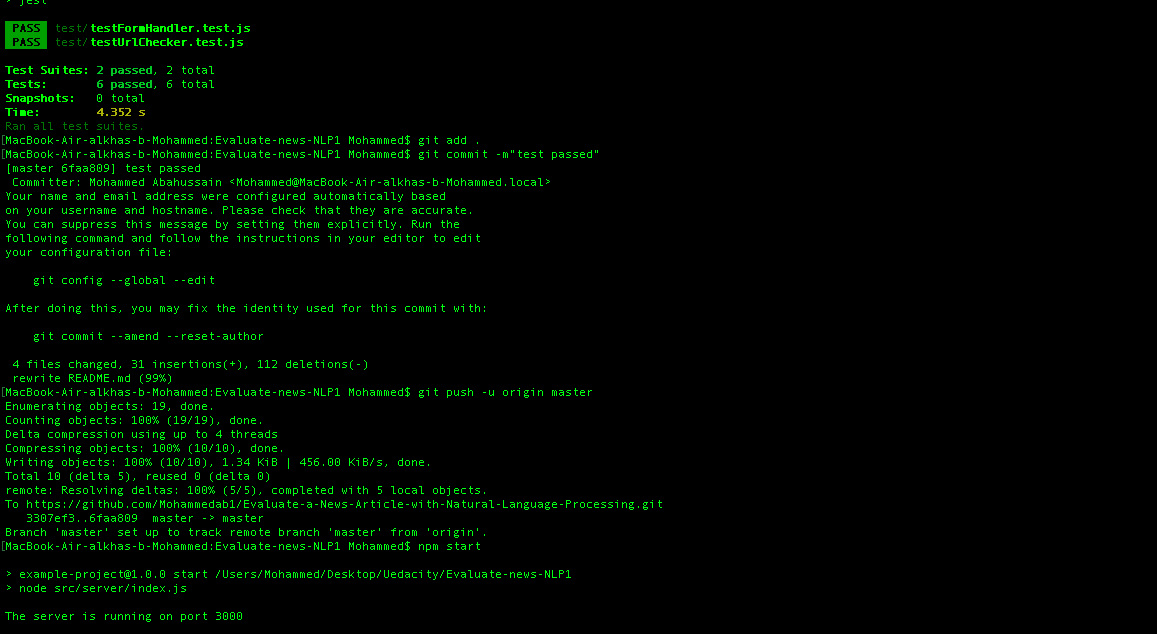 > jest
PASS test/testFormHandler.test.js
PASS test/testUrlChecker.test.js
Test Suites: 2 passed, 2 total
Tests:       6 passed, 6 total
Snapshots:   0 total
Time:        4.352 s
Ran all test suites.
[MacBook-Air-alkhas-b-Mohammed:Evaluate-news-NLP1 Mohammed$ git add .
[MacBook-Air-alkhas-b-Mohammed:Evaluate-news-NLP1 Mohammed$ git commit -m"test passed"
[master 6faa809] test passed
Committer: Mohammed Abahussain <Mohammed@MacBook-Air-alkhas-b-Mohammed.local>
Your name and email address were configured automatically based
on your username and hostname. Please check that they are accurate.
You can suppress this message by setting them explicitly. Run the
following command and follow the instructions in your editor to edit
your configuration file:
git config --global --edit
After doing this, you may fix the identity used for this commit with:
git commit --amend --reset-author
4 files changed, 31 insertions(+), 112 deletions(-)
rewrite README.md (99%)
[MacBook-Air-alkhas-b-Mohammed:Evaluate-news-NLP1 Mohammed$ git push -u origin master
Enumerating objects: 19, done.
Counting objects: 100% (19/19), done.
Delta compression using up to 4 threads
Compressing objects: 100% (10/10), done.
Writing objects: 100% (10/10), 1.34 KiB | 456.00 KiB/s, done.
Total 10 (delta 5), reused 0 (delta 0)
remote: Resolving deltas: 100% (5/5), completed with 5 local objects.
To https://github.com/Mohammedab1/Evaluate-a-News-Article-with-Natural-Language-Processing.git
3307ef3..6faa809  master -> master
Branch 'master' set up to track remote branch 'master' from 'origin'.
[MacBook-Air-alkhas-b-Mohammed:Evaluate-news-NLP1 Mohammed$ npm start
> example-project@1.0.0 start /Users/Mohammed/Desktop/Uedacity/Evaluate-news-NLP1
> node src/server/index.js
The server is running on port 3000